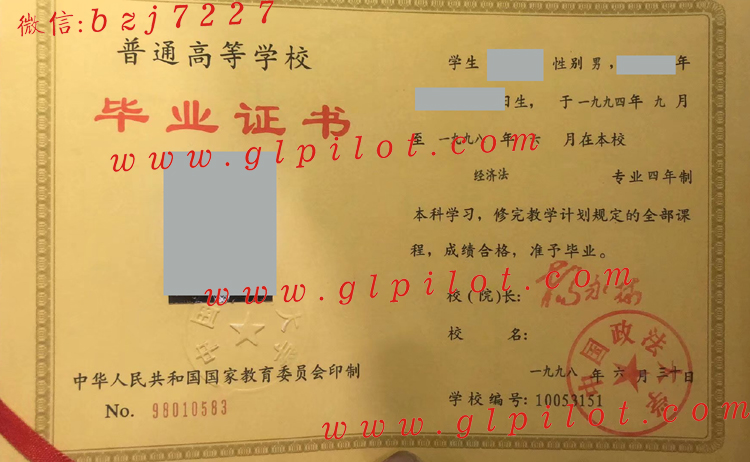 微信:bzj7227
普通高等学校
毕业证书
www.glpilot.com
www.glpilot.com
中华人民共和国国家教育委员会印制
No. 98010583
学生 性别 男, 年
日生, 于一九九四年 九 月
至 一九九八 年 六 月在本校
经济法 专业四年制
本科学习, 修完教学计划规定的全部课
程, 成绩合格, 准予毕业。
校(院)长:
校 名:
中国政法大学
一九九八 年 六 月 三十日
学校编号: 10053151
www.glpilot.com